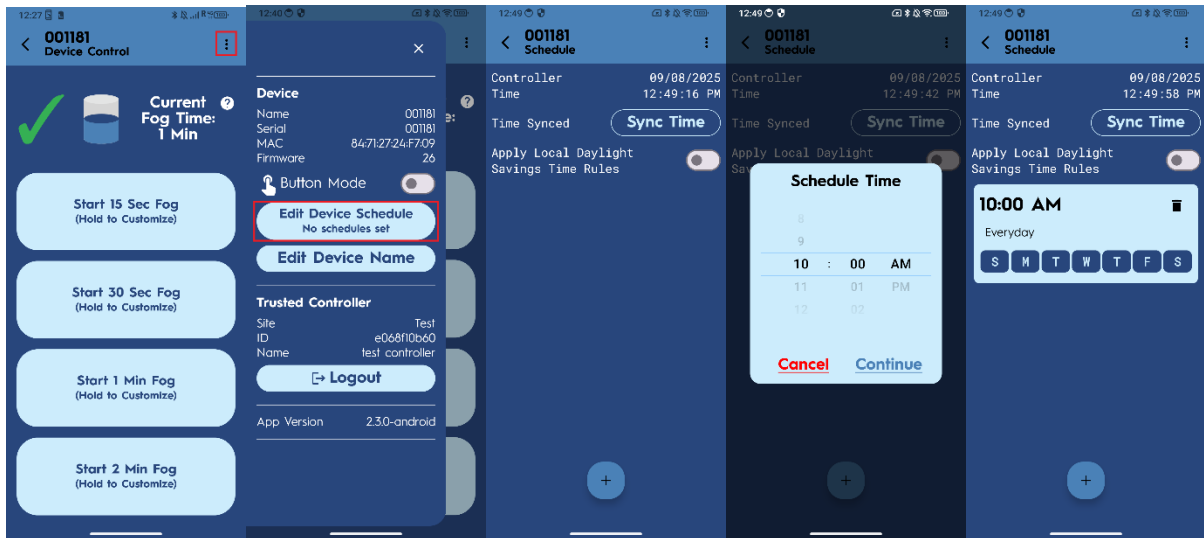 12:27
001181
Device Control
Current
Fog Time:
1 Min
?
Start 15 Sec Fog
(Hold to Customize)
Start 30 Sec Fog
(Hold to Customize)
Start 1 Min Fog
(Hold to Customize)
Start 2 Min Fog
(Hold to Customize)
12:40
×
Device
Name 001181
Serial 001181
MAC 84:71:27:24:F7:09
Firmware 26
Button Mode
Edit Device Schedule
No schedules set
Edit Device Name
Trusted Controller
Site Test
ID e068f10b60
Name test controller
Logout
App Version 2.3.0-android
?
e:
12:49
001181
Schedule
Controller 09/08/2025
Time 12:49:16 PM
Time Synced Sync Time
Apply Local Daylight
Savings Time Rules
+
12:49
001181
Schedule
Controller 09/08/2025
Time 12:49:42 PM
Time Synced Sync Time
Apply Local Daylight
Sav
Schedule Time
8
9
10 : 00 AM
11 01 PM
12 02
Cancel Continue
+
12:49
001181
Schedule
Controller 09/08/2025
Time 12:49:58 PM
Time Synced Sync Time
Apply Local Daylight
Savings Time Rules
10:00 AM
Everyday
S M T W T F S
+